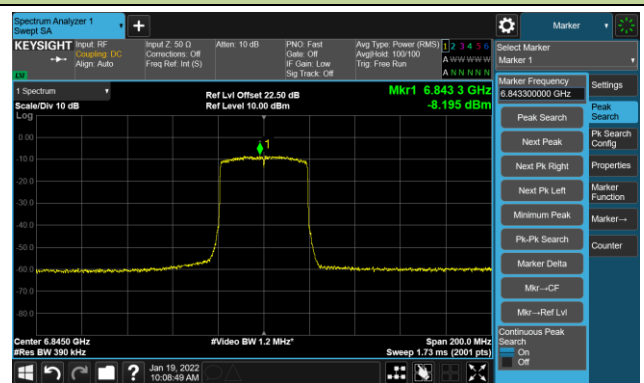 Spectrum Analyzer 1
Swept SA
+
Marker
KEYSIGHT
Input: RF
Coupling: DC
Align: Auto
Input Z: 50 Ω
Corrections: Off
Freq Ref: Int (S)
Atten: 10 dB
PNO: Fast
Gate: Off
IF Gain: Low
Sig Track: Off
Avg Type: Power (RMS)
Avg|Hold: 100/100
Trig: Free Run
1 2 3 4 5 6
A W W W W W
A N N N N N
LW
1 Spectrum
Scale/Div 10 dB
Log
Ref Lvl Offset 22.50 dB
Ref Level 10.00 dBm
Mkr1 6.843 3 GHz
-8.195 dBm
1
0.00
-10.0
-20.0
-30.0
-40.0
-50.0
-60.0
-70.0
-80.0
Center 6.8450 GHz
#Res BW 390 kHz
#Video BW 1.2 MHz*
Span 200.0 MHz
Sweep 1.73 ms (2001 pts)
Select Marker
Marker 1
Marker Frequency
6.843300000 GHz
Peak Search
Next Peak
Next Pk Right
Next Pk Left
Minimum Peak
Pk-Pk Search
Marker Delta
Mkr→CF
Mkr→Ref Lvl
Continuous Peak
Search
On
Off
Settings
Peak
Search
Pk Search
Config
Properties
Marker
Function
Marker→
Counter
?
Jan 19, 2022
10:08:49 AM